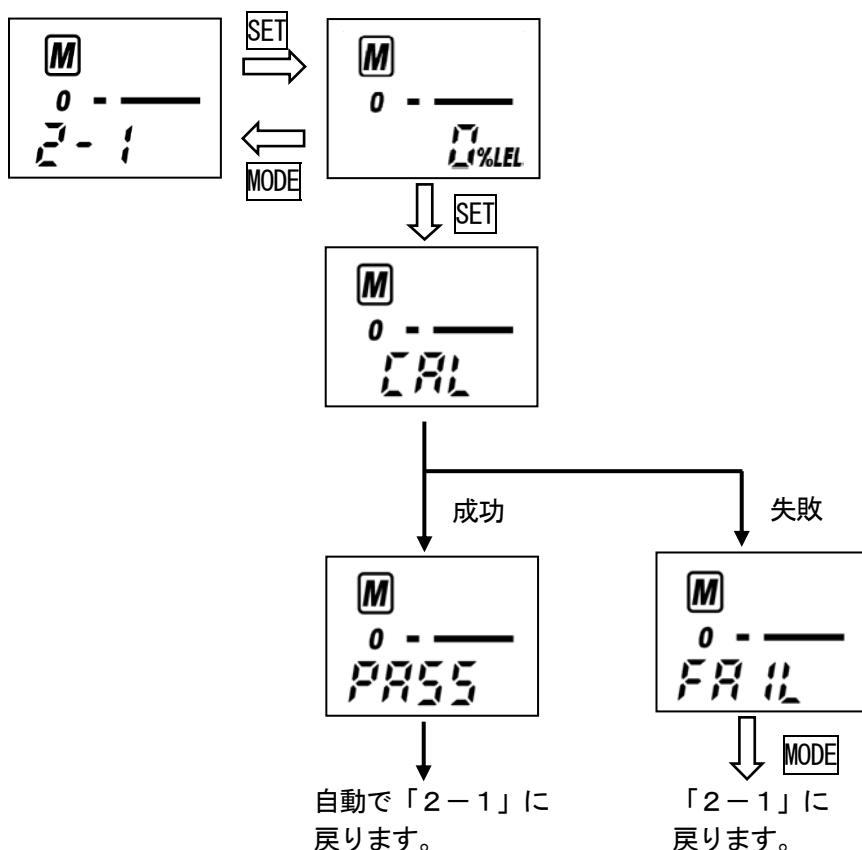 SET
M
0
2-1
M
0
0%LEL
MODE
SET
M
0
CAL
成功
失敗
M
0
PASS
M
0
FAIL
MODE
自動で「２－１」に
戻ります。
「２－１」に
戻ります。